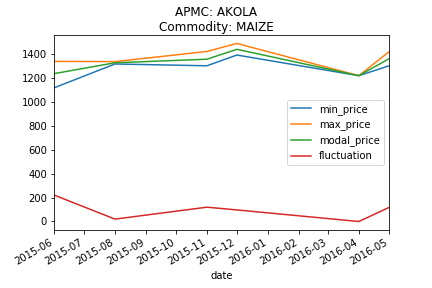 APMC: AKOLA
Commodity: MAIZE
1400
1200
1000
800
600
400
200
0
min_price
max_price
modal_price
fluctuation
2015-06
2015-07
2015-08
2015-09
2015-10
2015-11
2015-12
2016-01
2016-02
2016-03
2016-04
2016-05
date